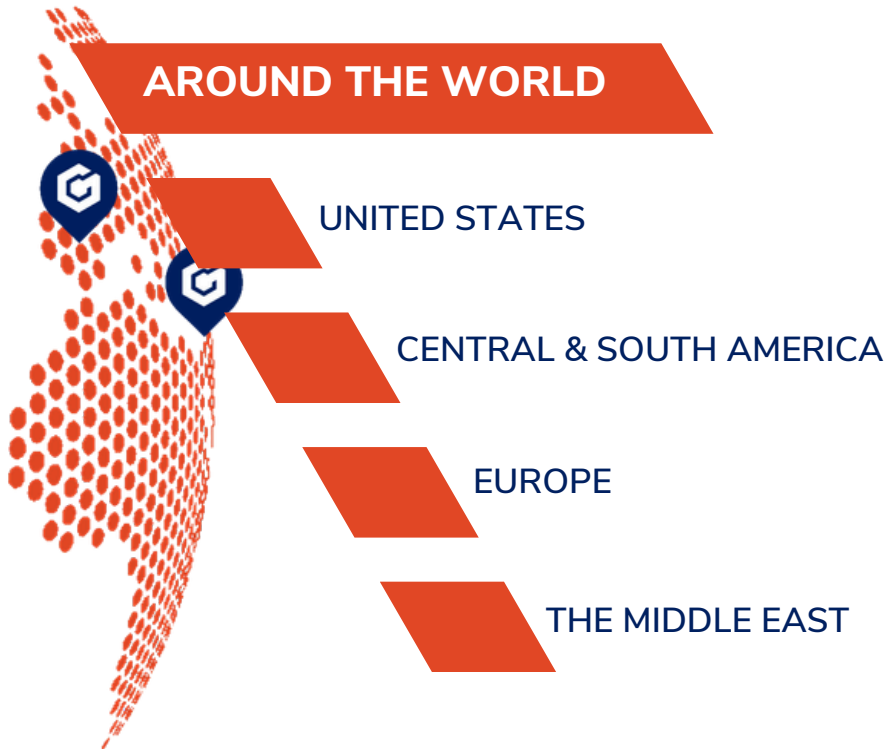 AROUND THE WORLD
UNITED STATES
CENTRAL & SOUTH AMERICA
EUROPE
THE MIDDLE EAST